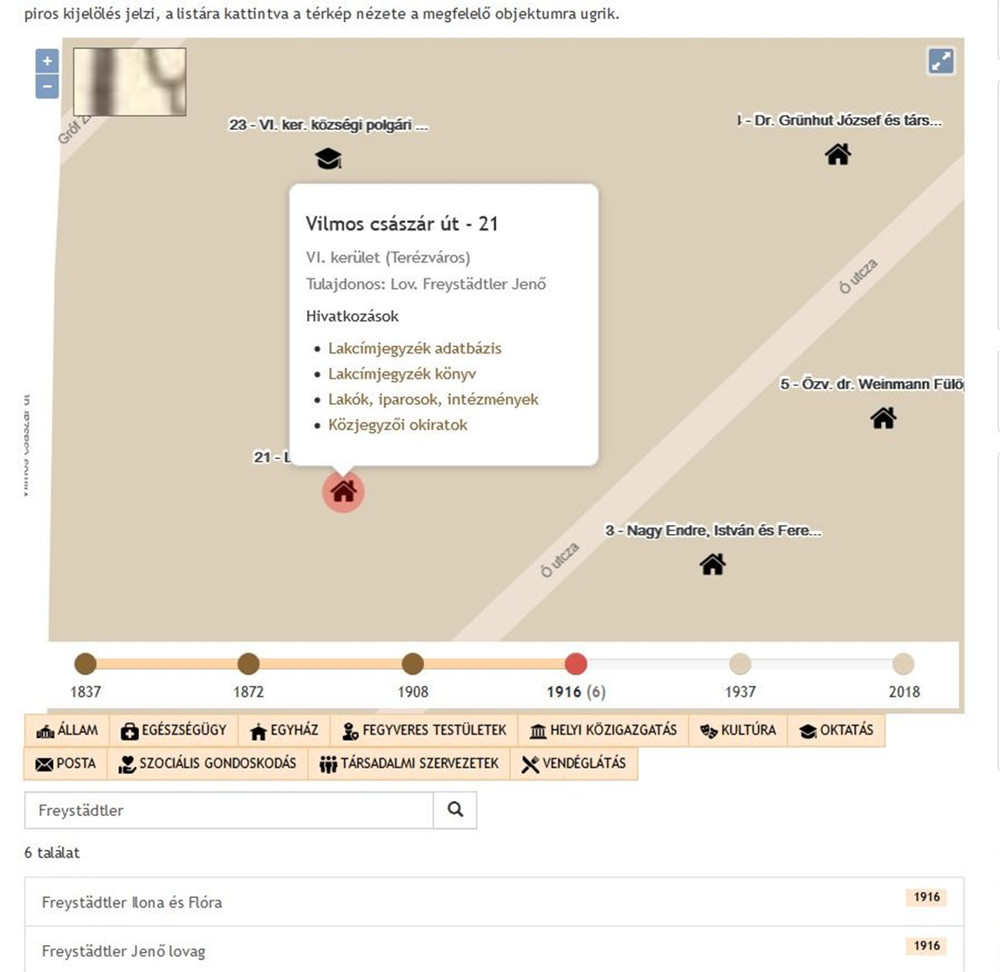 piros kijelölés jelzi, a listára kattintva a térkép nézete a megfelelő objektumra ugrik.
+
−
Gróf
23 - VI. ker. községi polgári ...
- Dr. Grünhut József és társ...
Vilmos császár út - 21
VI. kerület (Terézváros)
Tulajdonos: Lov. Freystädtler Jenő
Hivatkozások
• Lakcímjegyzék adatbázis
• Lakcímjegyzék könyv
• Lakók, iparosok, intézmények
• Közjegyzői okiratok
Ó utcza
5 - Özv. dr. Weinmann Fülö
Vilmos császár út
21 - L
3 - Nagy Endre, István és Fere...
Ó utcza
1837 1872 1908 1916 (6) 1937 2018
ÁLLAM EGÉSZSÉGÜGY EGYHÁZ FEGYVERES TESTÜLETEK HELYI KÖZIGAZGATÁS KULTÚRA OKTATÁS
POSTA SZOCIÁLIS GONDOSKODÁS TÁRSADALMI SZERVEZETEK VENDÉGLÁTÁS
Freystädtler
6 találat
Freystädtler Ilona és Flóra 1916
Freystädtler Jenő lovag 1916